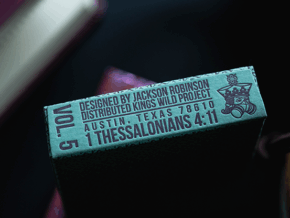 VOL. 5
DESIGNED BY JACKSON ROBINSON
DISTRIBUTED KINGS WILD PROJECT
AUSTIN, TEXAS 78610
1 THESSALONIANS 4:11